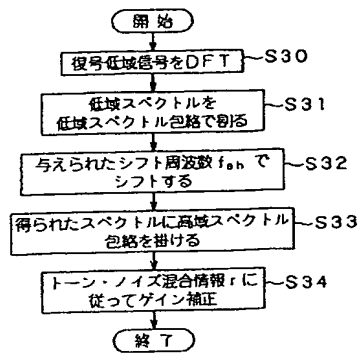 開始
復号低域信号をDFT
S30
低域スペクトルを
低域スペクトル包絡で割る
S31
与えられたシフト周波数fshで
シフトする
S32
得られたスペクトルに高域スペクトル
包絡を掛ける
S33
トーン・ノイズ混合情報rに
従ってゲイン補正
S34
終了